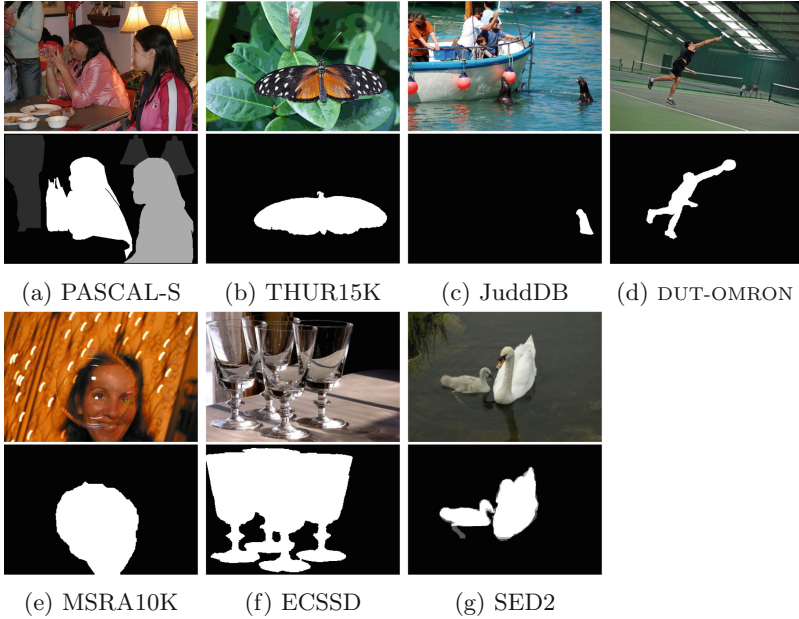 (a) PASCAL-S (b) THUR15K (c) JuddDB (d) DUT-OMRON
(e) MSRA10K (f) ECSSD (g) SED2